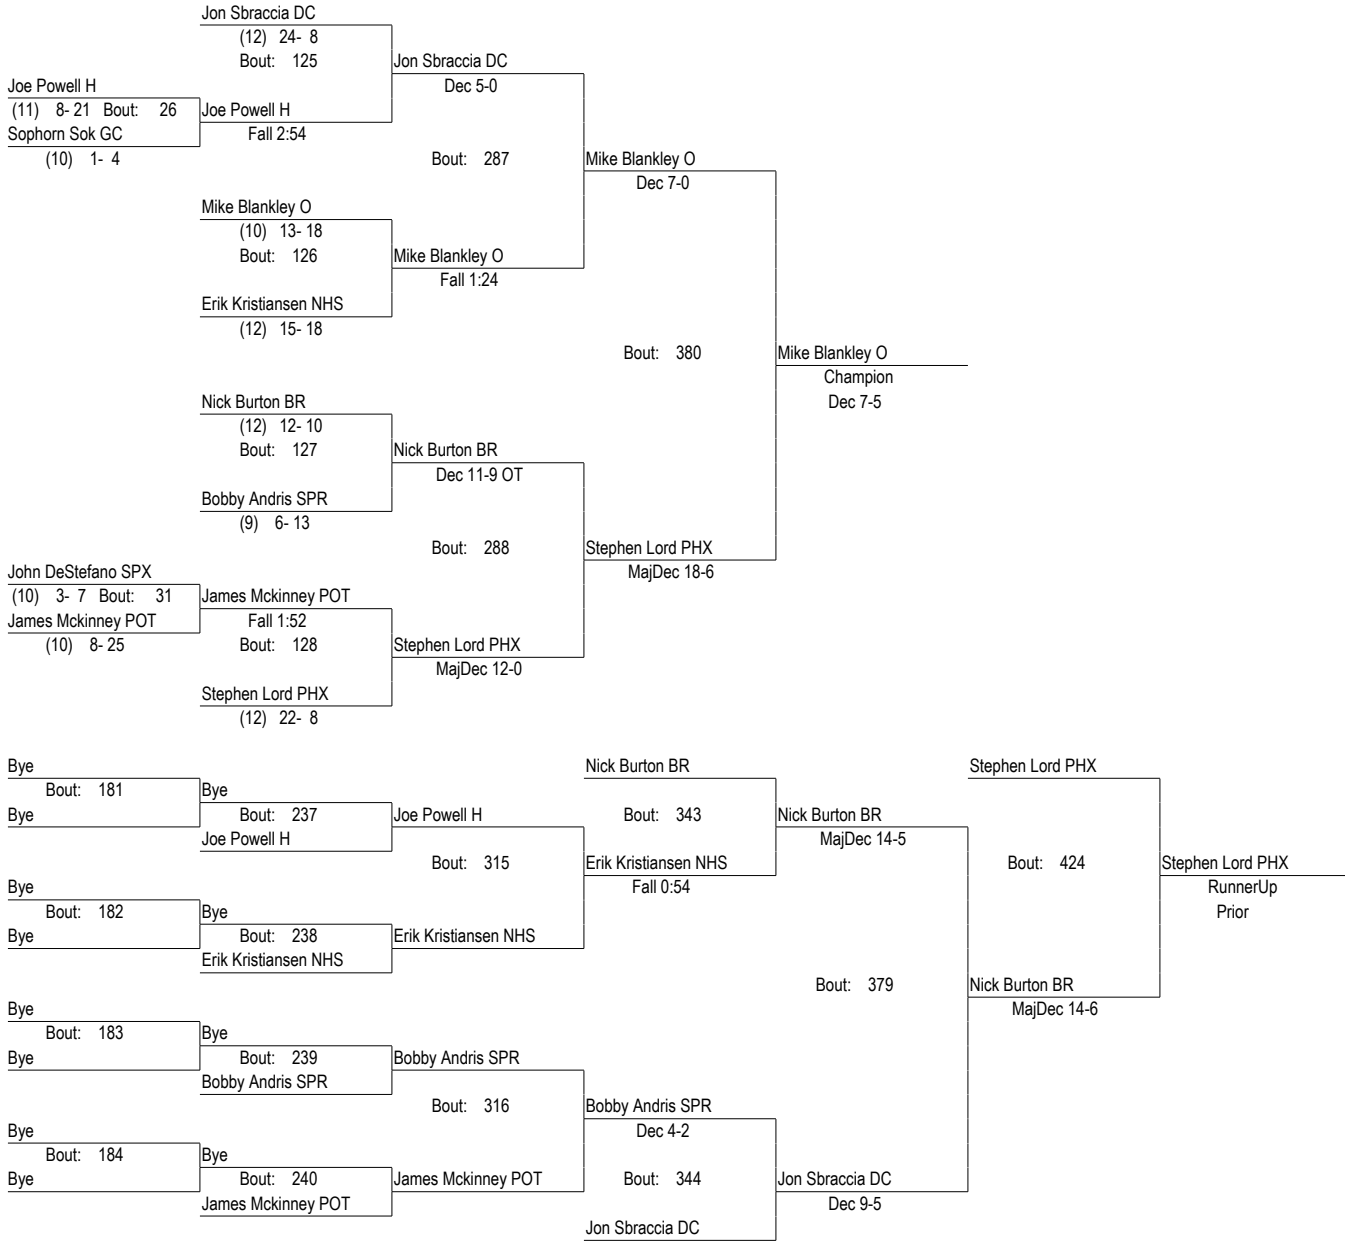 Jon Sbraccia DC
(12) 24- 8
Bout: 125
Jon Sbraccia DC
Dec 5-0
Joe Powell H
(11) 8- 21 Bout: 26
Joe Powell H
Sophorn Sok GC
Fall 2:54
(10) 1- 4
Bout: 287
Mike Blankley O
Dec 7-0
Mike Blankley O
(10) 13- 18
Bout: 126
Mike Blankley O
Fall 1:24
Erik Kristiansen NHS
(12) 15- 18
Bout: 380
Mike Blankley O
Champion
Dec 7-5
Nick Burton BR
(12) 12- 10
Bout: 127
Nick Burton BR
Dec 11-9 OT
Bobby Andris SPR
(9) 6- 13
Bout: 288
Stephen Lord PHX
MajDec 18-6
John DeStefano SPX
(10) 3- 7 Bout: 31
James Mckinney POT
James Mckinney POT
Fall 1:52
(10) 8- 25
Bout: 128
Stephen Lord PHX
MajDec 12-0
Stephen Lord PHX
(12) 22- 8
Bye
Nick Burton BR
Stephen Lord PHX
Bout: 181
Bye
Bye
Bout: 237
Joe Powell H
Bout: 343
Nick Burton BR
Joe Powell H
MajDec 14-5
Bout: 315
Erik Kristiansen NHS
Bout: 424
Stephen Lord PHX
Bye
Fall 0:54
RunnerUp
Bout: 182
Bye
Prior
Bye
Bout: 238
Erik Kristiansen NHS
Erik Kristiansen NHS
Bout: 379
Nick Burton BR
Bye
MajDec 14-6
Bout: 183
Bye
Bye
Bout: 239
Bobby Andris SPR
Bobby Andris SPR
Bout: 316
Bobby Andris SPR
Bye
Dec 4-2
Bout: 184
Bye
Bye
Bout: 240
James Mckinney POT
Bout: 344
Jon Sbraccia DC
James Mckinney POT
Dec 9-5
Jon Sbraccia DC